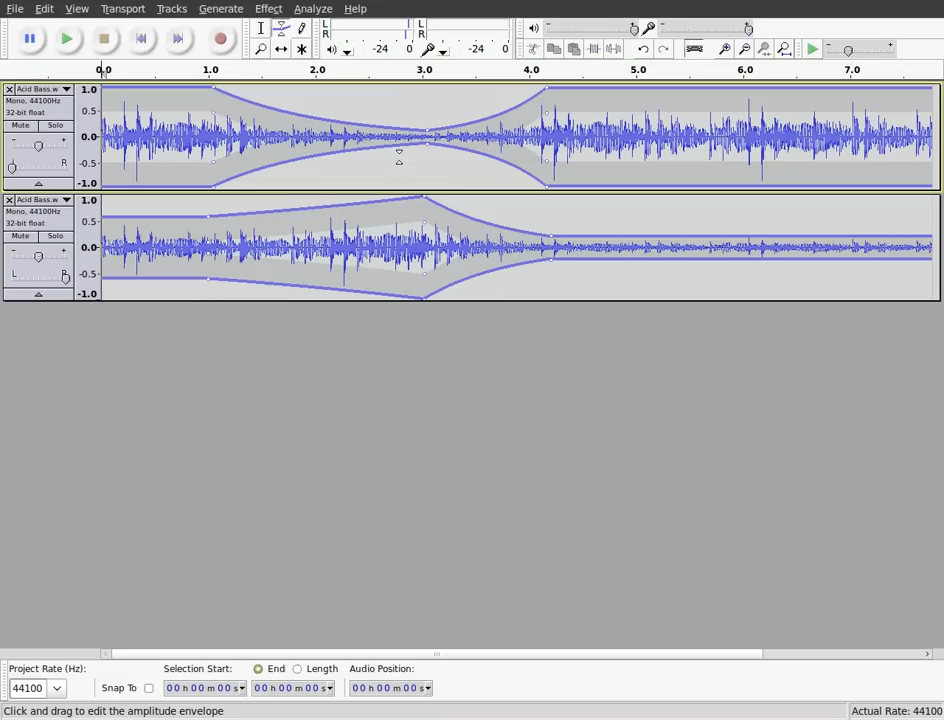 File Edit View Transport Tracks Generate Effect Analyze Help
L R -24 0 L R -24 0
0.0 1.0 2.0 3.0 4.0 5.0 6.0 7.0
Acid Bass.w 1.0
Mono, 44100Hz
32-bit float 0.5
Mute Solo
- + 0.0
L R -0.5
-1.0
Acid Bass.w 1.0
Mono, 44100Hz
32-bit float 0.5
Mute Solo
- + 0.0
L R -0.5
-1.0
Project Rate (Hz): Selection Start: End Length Audio Position:
44100 Snap To 00 h 00 m 00 s 00 h 00 m 00 s 00 h 00 m 00 s
Click and drag to edit the amplitude envelope Actual Rate: 44100